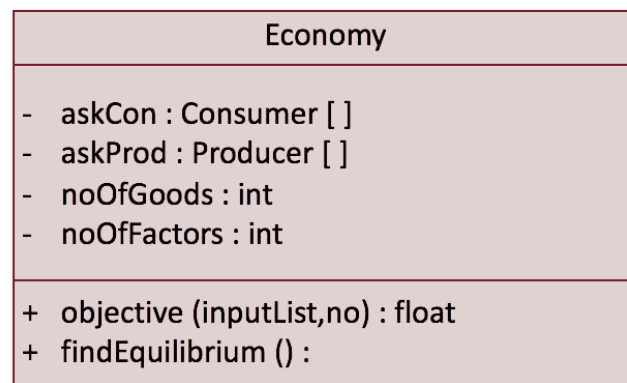 Economy
- askCon : Consumer [ ]
- askProd : Producer [ ]
- noOfGoods : int
- noOfFactors : int
+ objective (inputList,no) : float
+ findEquilibrium () :